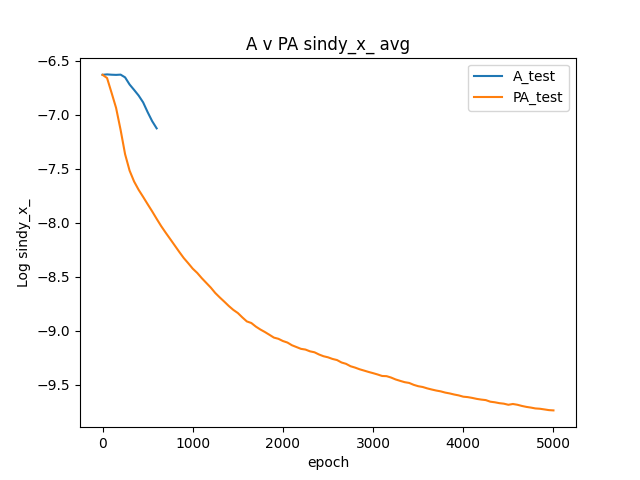 A v PA sindy_x_ avg
A_test
PA_test
−6.5
−7.0
−7.5
−8.0
−8.5
−9.0
−9.5
Log sindy_x_
0 1000 2000 3000 4000 5000
epoch